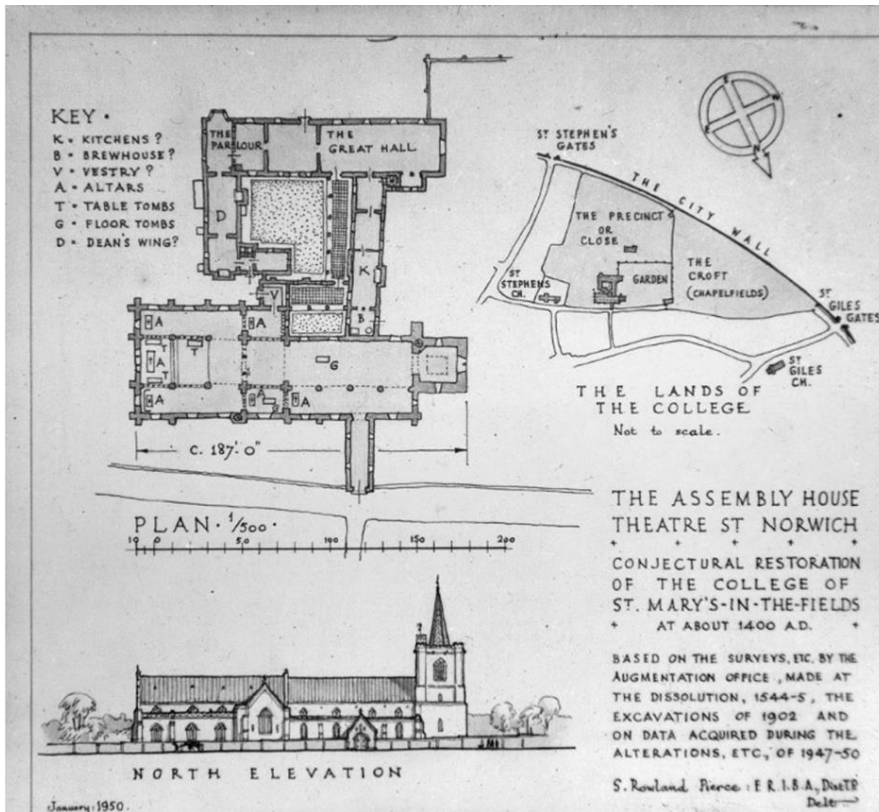 KEY·
K = KITCHENS ?
B = BREWHOUSE?
V = VESTRY ?
A = ALTARS
T = TABLE TOMBS
G = FLOOR TOMBS
D = DEAN'S WING?
THE PARLOUR
THE
GREAT HALL
D
K
V
B
A
A
T
A
T
T
G
A
A
A
G
C. 187'. 0"
PLAN · 1/500 ·
10 0 50 100 150 200
ST STEPHEN'S
GATES
THE CITY WALL
THE PRECINCT
OR
CLOSE
THE
CROFT
(CHAPELFIELDS)
GARDEN
ST
STEPHENS
CH.
ST
GILES
GATES
ST
GILES
CH.
THE LANDS OF
THE COLLEGE
Not to scale.
THE ASSEMBLY HOUSE
THEATRE ST NORWICH
CONJECTURAL RESTORATION
OF THE COLLEGE OF
ST. MARY'S-IN-THE-FIELDS
AT ABOUT 1400 A.D.
BASED ON THE SURVEYS, ETC. BY THE
AUGMENTATION OFFICE, MADE AT
THE DISSOLUTION, 1544-5, THE
EXCAVATIONS OF 1902 AND
ON DATA ACQUIRED DURING THE
ALTERATIONS, ETC, OF 1947-50
S. Rowland Pierce : F.R.I.B.A., Dist.T.P.
Delt
NORTH ELEVATION
January: 1950.